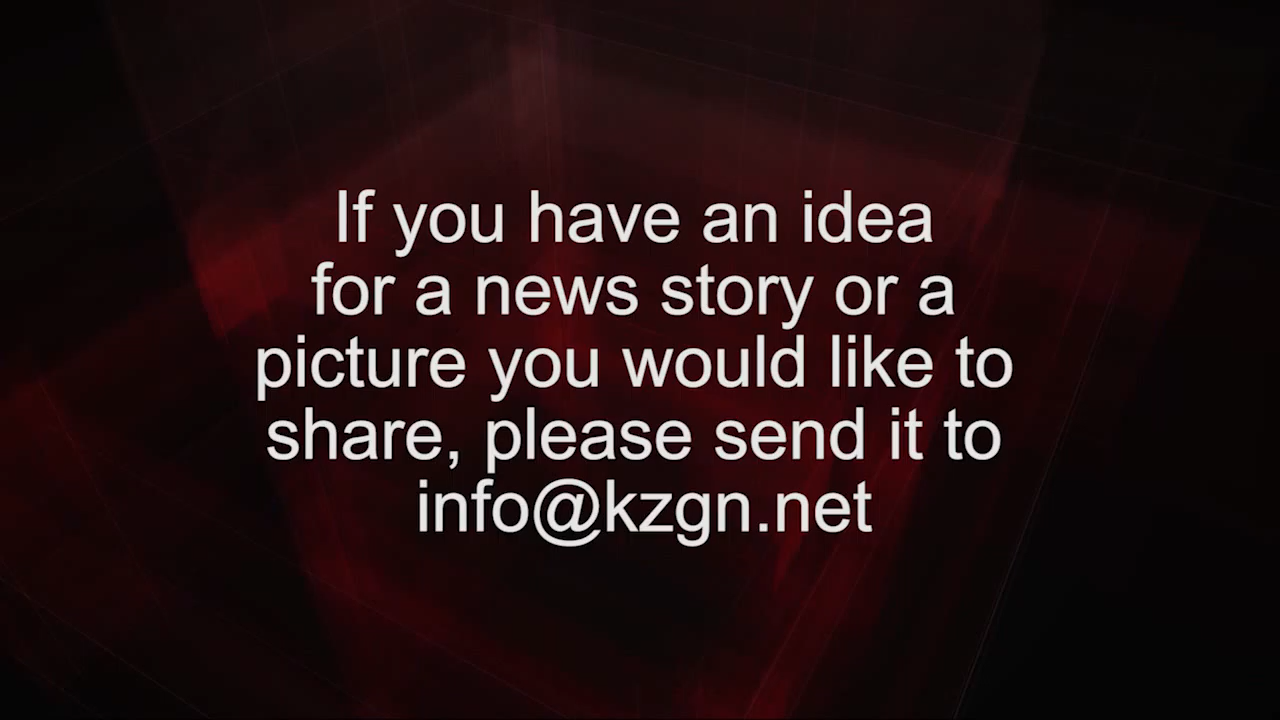 If you have an idea
for a news story or a
picture you would like to
share, please send it to
info@kzgn.net